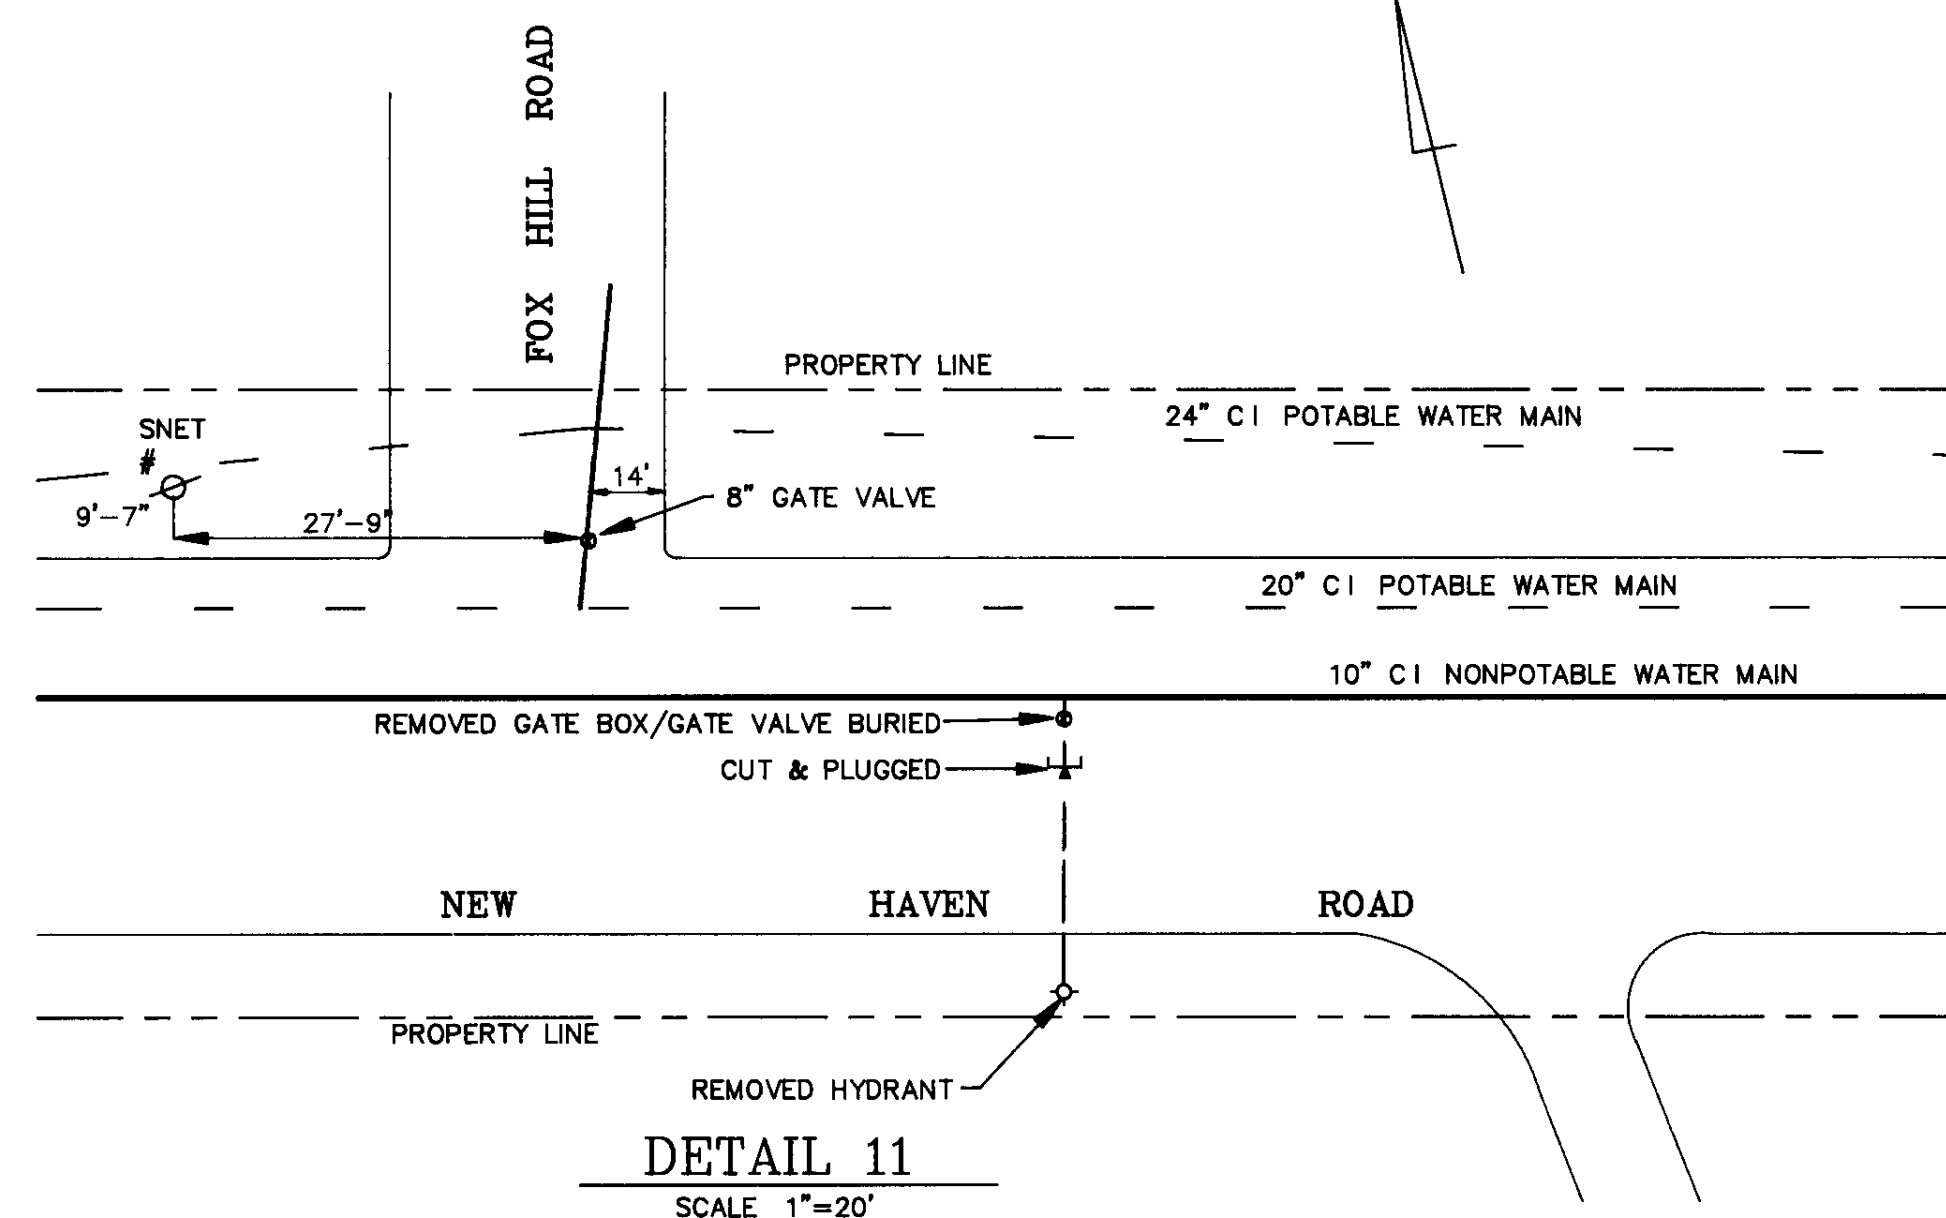 FOX HILL ROAD
PROPERTY LINE
24" CI POTABLE WATER MAIN
SNET
#
14'
8" GATE VALVE
9'-7"
27'-9"
20" CI POTABLE WATER MAIN
10" CI NONPOTABLE WATER MAIN
REMOVED GATE BOX/GATE VALVE BURIED
CUT & PLUGGED
NEW HAVEN ROAD
PROPERTY LINE
REMOVED HYDRANT
DETAIL 11
SCALE 1"=20'